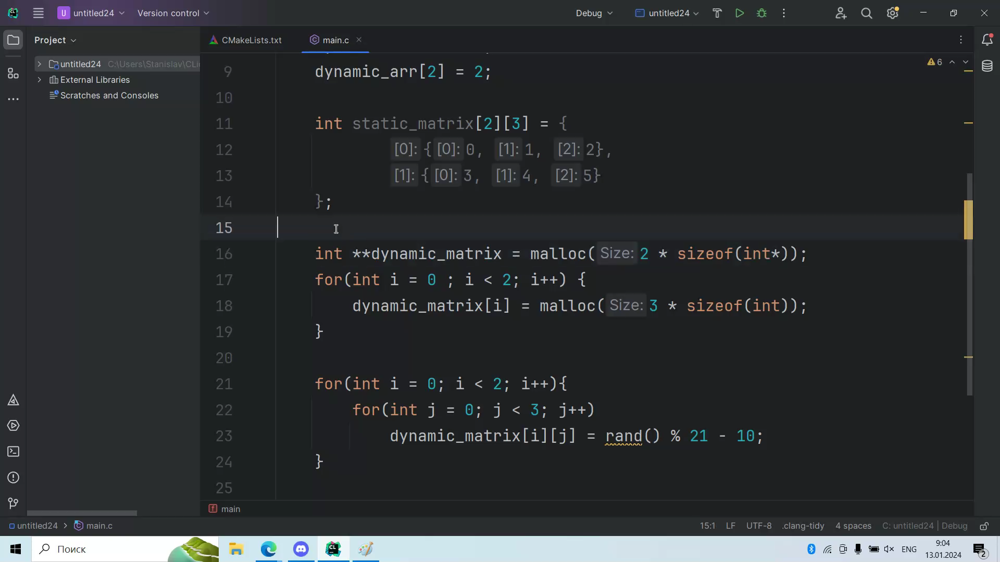 U untitled24 Version control Debug untitled24
Project CMakeLists.txt main.c
untitled24 C:\Users\Stanislav\CLi
External Libraries
Scratches and Consoles
6
9 dynamic_arr[2] = 2;
10
11 int static_matrix[2][3] = {
12 [0]: {[0]: 0, [1]: 1, [2]: 2},
13 [1]: {[0]: 3, [1]: 4, [2]: 5}
14 };
15
16 int **dynamic_matrix = malloc(Size: 2 * sizeof(int*));
17 for(int i = 0 ; i < 2; i++) {
18 dynamic_matrix[i] = malloc(Size: 3 * sizeof(int));
19 }
20
21 for(int i = 0; i < 2; i++){
22 for(int j = 0; j < 3; j++)
23 dynamic_matrix[i][j] = rand() % 21 - 10;
24 }
25
f main
untitled24 > main.c 15:1 LF UTF-8 .clang-tidy 4 spaces C: untitled24 | Debug
Поиск ENG 9:04
13.01.2024 2